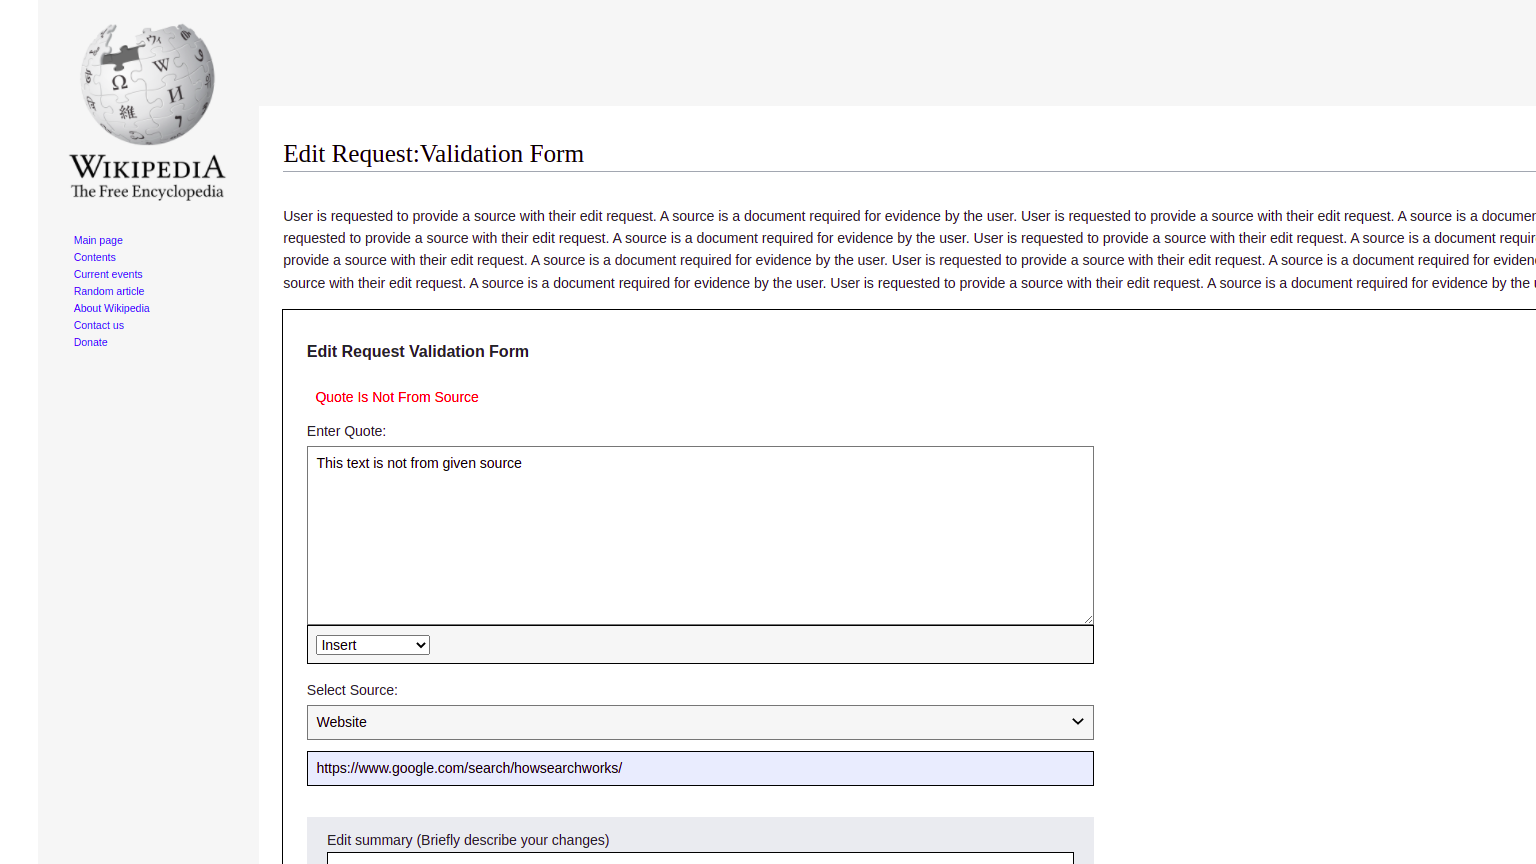 WIKIPEDIA
The Free Encyclopedia
Main page
Contents
Current events
Random article
About Wikipedia
Contact us
Donate
Edit Request:Validation Form
User is requested to provide a source with their edit request. A source is a document required for evidence by the user. User is requested to provide a source with their edit request. A source is a
requested to provide a source with their edit request. A source is a document required for evidence by the user. User is requested to provide a source with their edit request. A source is a document
provide a source with their edit request. A source is a document required for evidence by the user. User is requested to provide a source with their edit request. A source is a document required for
source with their edit request. A source is a document required for evidence by the user. User is requested to provide a source with their edit request. A source is a document required for evidence by the
Edit Request Validation Form
Quote Is Not From Source
Enter Quote:
This text is not from given source
Insert
Select Source:
Website
https://www.google.com/search/howsearchworks/
Edit summary (Briefly describe your changes)